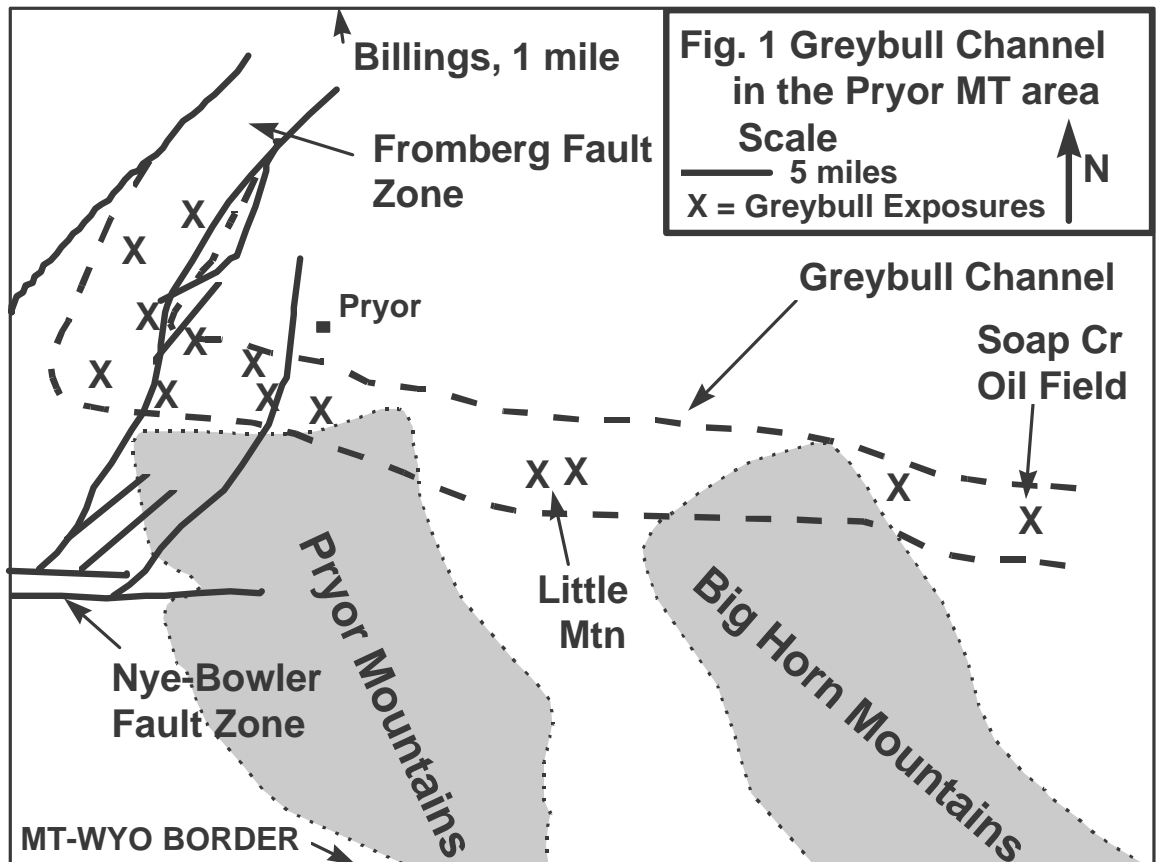 Billings, 1 mile
Fig. 1 Greybull Channel
in the Pryor MT area
Scale
5 miles
N
X = Greybull Exposures
Fromberg Fault
Zone
Greybull Channel
Pryor
Soap Cr
Oil Field
X
X
X
X
X
X
X
X
X
X
X
X
X
Little
Mtn
Pryor Mountains
Big Horn Mountains
Nye-Bowler
Fault Zone
MT-WYO BORDER